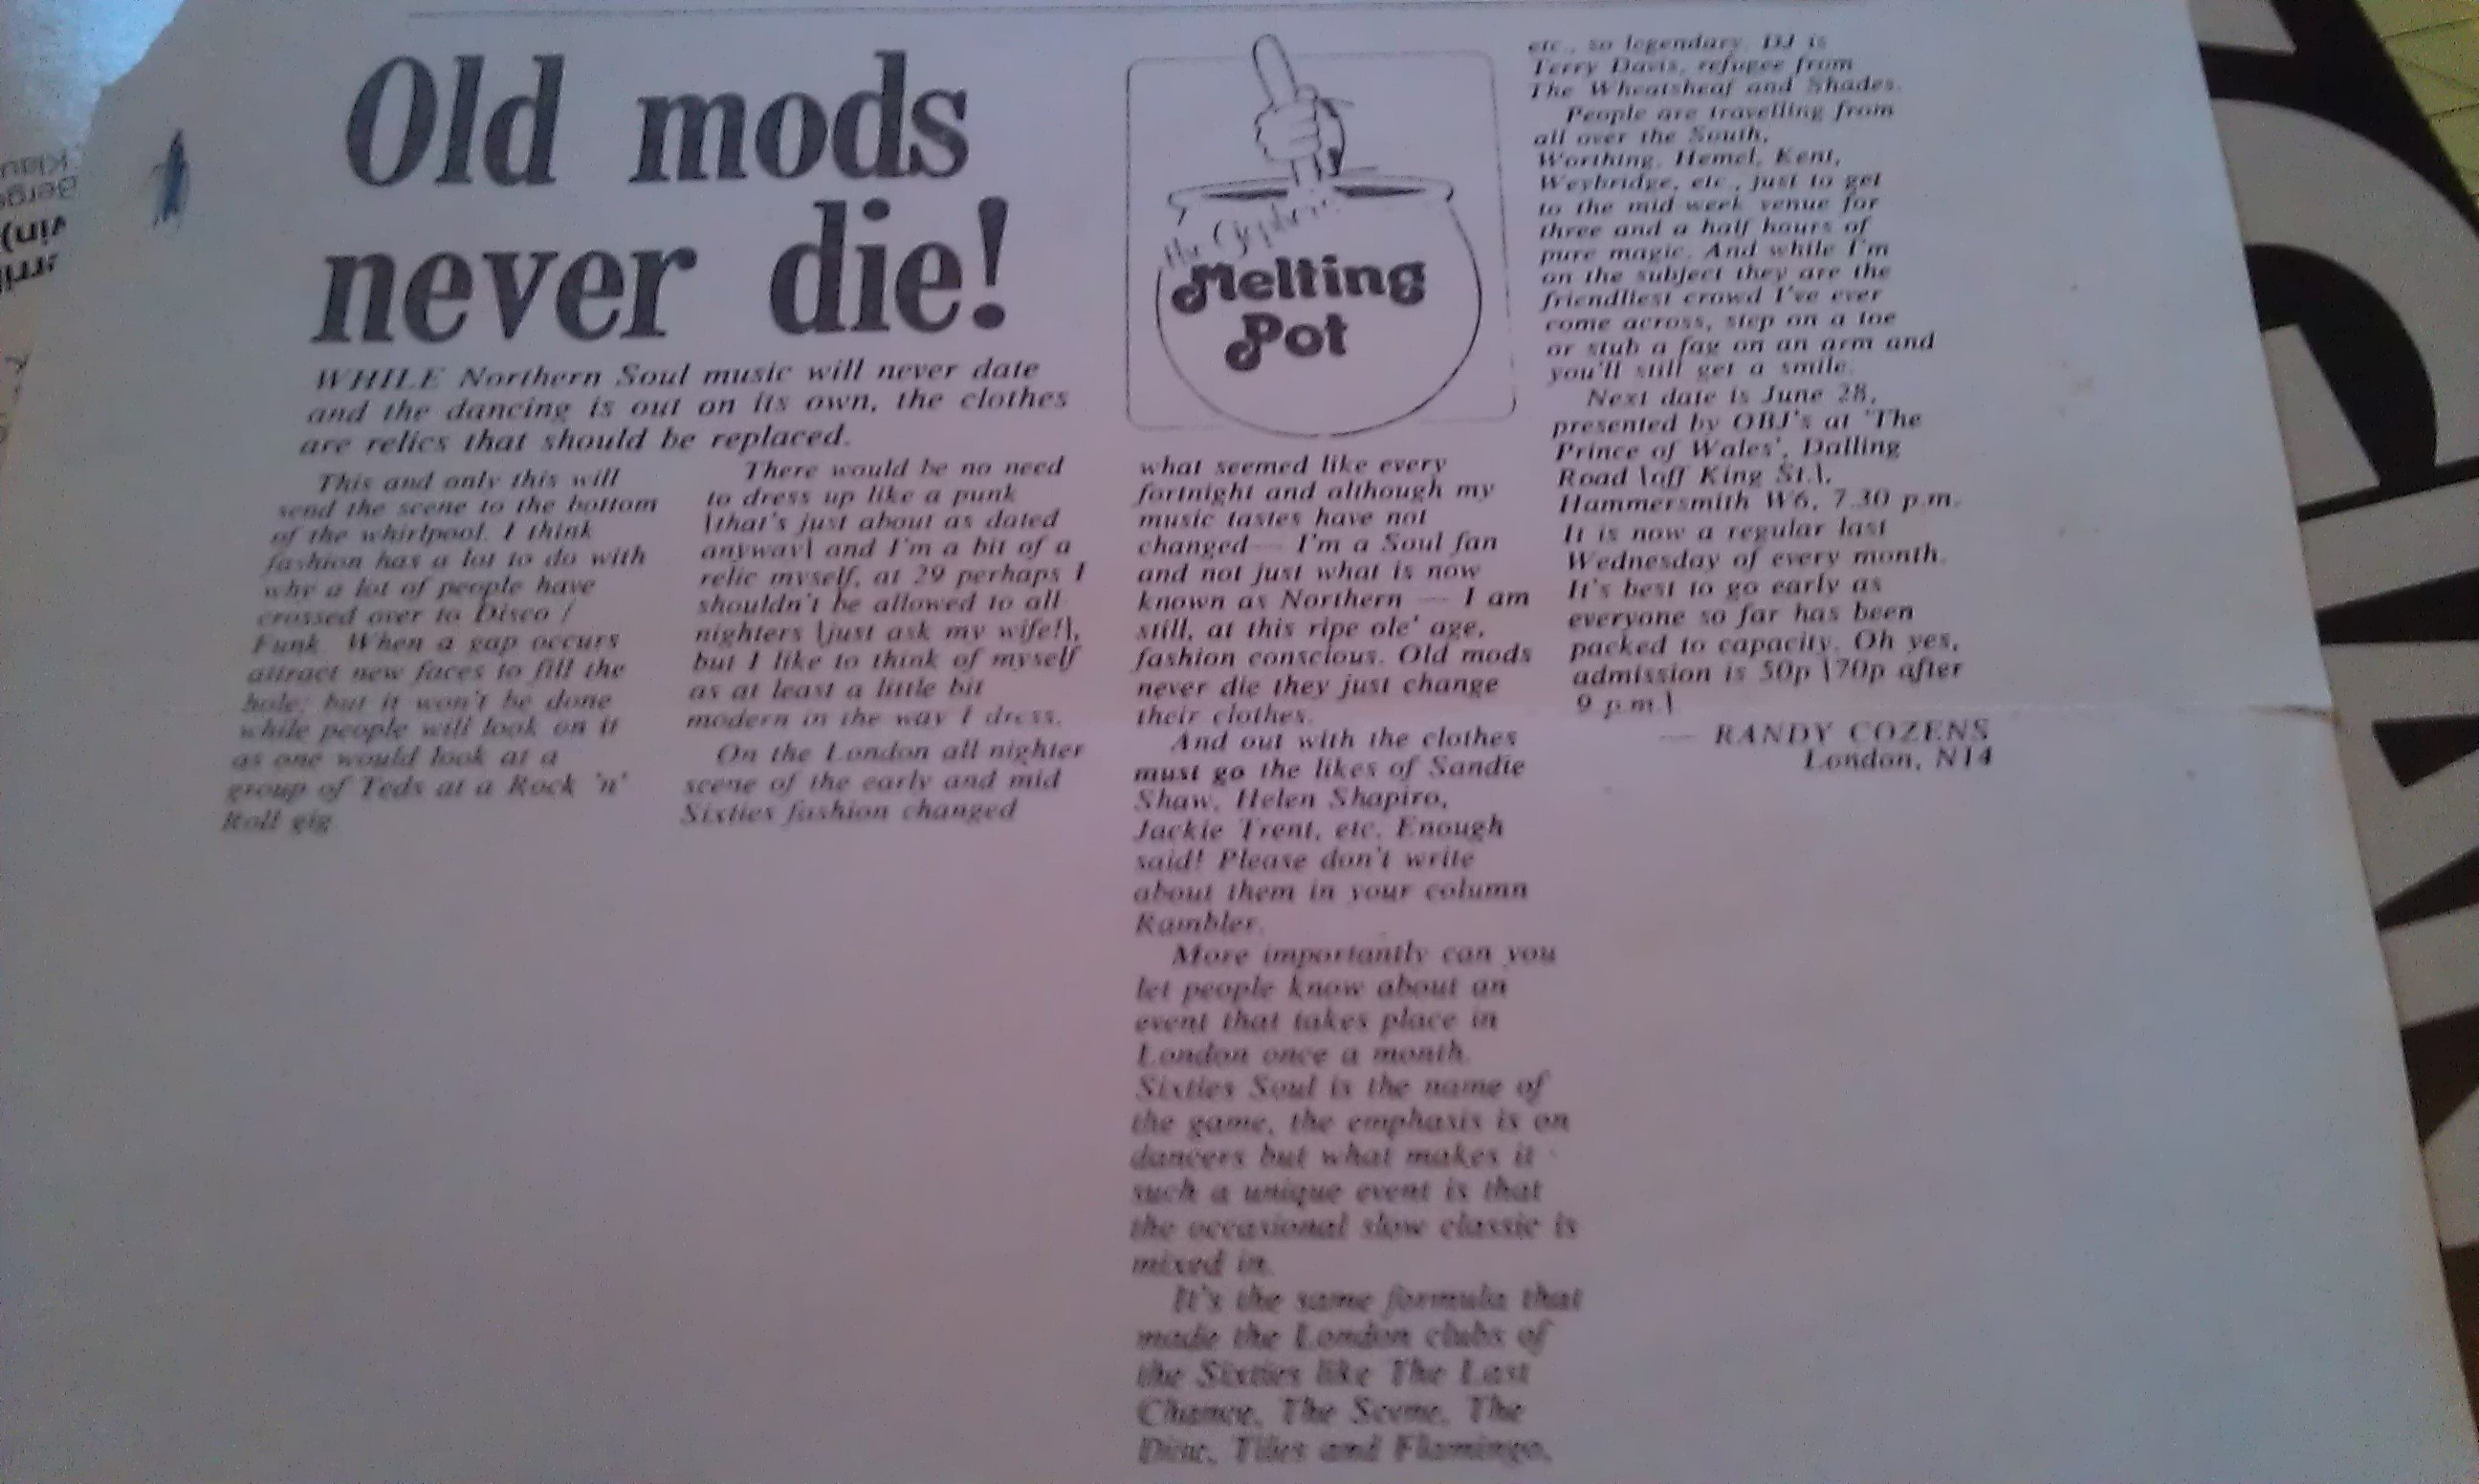 Old mods
never die!
WHILE Northern Soul music will never date
and the dancing is out on its own, the clothes
are relics that should be replaced.
This and only this will
send the scene to the bottom
of the whirlpool. I think
fashion has a lot to do with
why a lot of people have
crossed over to Disco /
Funk. When a gap occurs
attract new faces to fill the
hole; but it won't be done
while people will look on it
as one would look at a
group of Teds at a Rock 'n'
Roll gig
There would be no need
to dress up like a punk
\that's just about as dated
anyway\ and I'm a bit of a
relic myself, at 29 perhaps I
shouldn't be allowed to all
nighters \just ask my wife!\,
but I like to think of myself
as at least a little bit
modern in the way I dress.
On the London all nighter
scene of the early and mid
Sixties fashion changed
Melting
Pot
what seemed like every
fortnight and although my
music tastes have not
changed— I'm a Soul fan
and not just what is now
known as Northern — I am
still, at this ripe ole' age,
fashion conscious. Old mods
never die they just change
their clothes.
And out with the clothes
must go the likes of Sandie
Shaw, Helen Shapiro,
Jackie Trent, etc. Enough
said! Please don't write
about them in your column
Rambler.
More importantly can you
let people know about an
event that takes place in
London once a month.
Sixties Soul is the name of
the game, the emphasis is on
dancers but what makes it
such a unique event is that
the occasional slow classic is
mixed in.
It's the same formula that
made the London clubs of
the Sixties like The Last
Chance, The Scene, The
Disc, Tiles and Flamingo,
etc., so legendary. DJ is
Terry Davis, refugee from
The Wheatsheaf and Shades.
People are travelling from
all over the South,
Worthing, Hemel, Kent,
Weybridge, etc., just to get
to the mid week venue for
three and a half hours of
pure magic. And while I'm
on the subject they are the
friendliest crowd I've ever
come across, step on a toe
or stub a fag on an arm and
you'll still get a smile.
Next date is June 28,
presented by OBJ's at 'The
Prince of Wales', Dalling
Road \off King St.\,
Hammersmith W6, 7.30 p.m.
It is now a regular last
Wednesday of every month.
It's best to go early as
everyone so far has been
packed to capacity. Oh yes,
admission is 50p \70p after
9 p.m.\
— RANDY COZENS
London, N14